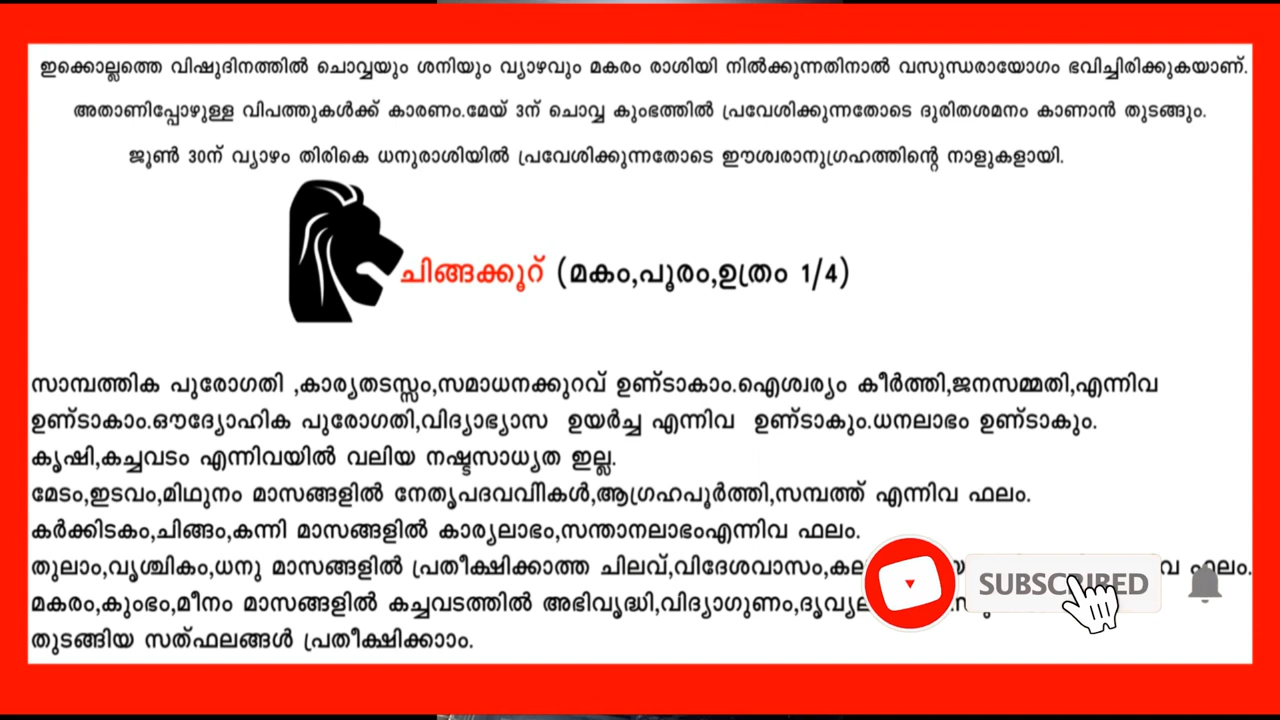 ഇക്കൊല്ലത്തെ വിഷുദിനത്തിൽ ചൊവ്വയും ശനിയും വ്യാഴവും മകരം രാശിയി നിൽക്കുന്നതിനാൽ വസുന്ധരായോഗം ഭവിച്ചിരിക്കുകയാണ്.
അതാണിപ്പോഴുള്ള വിപത്തുകൾക്ക് കാരണം.മേയ് 3ന് ചൊവ്വ കുംഭത്തിൽ പ്രവേശിക്കുന്നതോടെ ദുരിതശമനം കാണാൻ തുടങ്ങും.
ജൂൺ 30ന് വ്യാഴം തിരികെ ധനുരാശിയിൽ പ്രവേശിക്കുന്നതോടെ ഈശ്വരാനുഗ്രഹത്തിന്റെ നാളുകളായി.
ചിങ്ങക്കൂറ് (മകം,പൂരം,ഉത്രം 1/4)
സാമ്പത്തിക പുരോഗതി ,കാര്യതടസ്സം,സമാധനക്കുറവ് ഉണ്ടാകാം.ഐശ്വര്യം കീർത്തി,ജനസമ്മതി,എന്നിവ
ഉണ്ടാകാം.ഔദ്യോഹിക പുരോഗതി,വിദ്യാഭ്യാസ ഉയർച്ച എന്നിവ ഉണ്ടാകും.ധനലാഭം ഉണ്ടാകും.
കൃഷി,കച്ചവടം എന്നിവയിൽ വലിയ നഷ്ടസാധ്യത ഇല്ല.
മേടം,ഇടവം,മിഥുനം മാസങ്ങളിൽ നേതൃപദവവികൾ,ആഗ്രഹപൂർത്തി,സമ്പത്ത് എന്നിവ ഫലം.
കർക്കിടകം,ചിങ്ങം,കന്നി മാസങ്ങളിൽ കാര്യലാഭം,സന്താനലാഭംഎന്നിവ ഫലം.
തുലാം,വൃശ്ചികം,ധനു മാസങ്ങളിൽ പ്രതീക്ഷിക്കാത്ത ചിലവ്,വിദേശവാസം, ഫലം.
മകരം,കുംഭം,മീനം മാസങ്ങളിൽ കച്ചവടത്തിൽ അഭിവൃദ്ധി,വിദ്യാഗുണം,
തുടങ്ങിയ സത്ഫലങ്ങൾ പ്രതീക്ഷിക്കാാം.
SUBSCRIBED